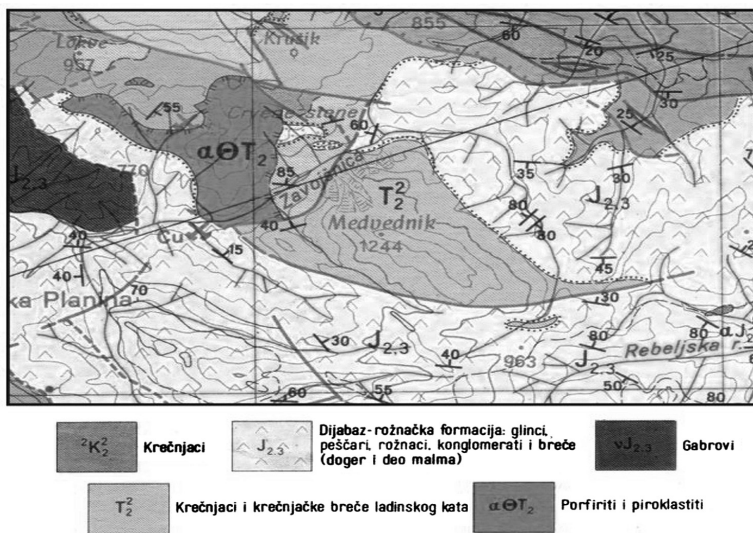 855
60
20
25
Lokve
957
Krušik
30
55
Crvene stene
60
25
αΘT₂
770
J₂,₃
85
Zavojnica
T₂²
35
30
J₂,₃
80
Medvednik
1244
40
80
40
Cu
15
45
40
ka Planina
70
30
30
J₂,₃
40
963
80
80 αJ₂
Rebeljska r.
J₂,₃
50
60
55
80
²K₂² Krečnjaci
J₂.₃ Dijabaz-rožnačka formacija: glinci,
peščari, rožnaci, konglomerati i breče
(doger i deo malma)
νJ₂.₃ Gabrovi
T₂² Krečnjaci i krečnjačke breče ladinskog kata
αΘT₂ Porfiriti i piroklastiti